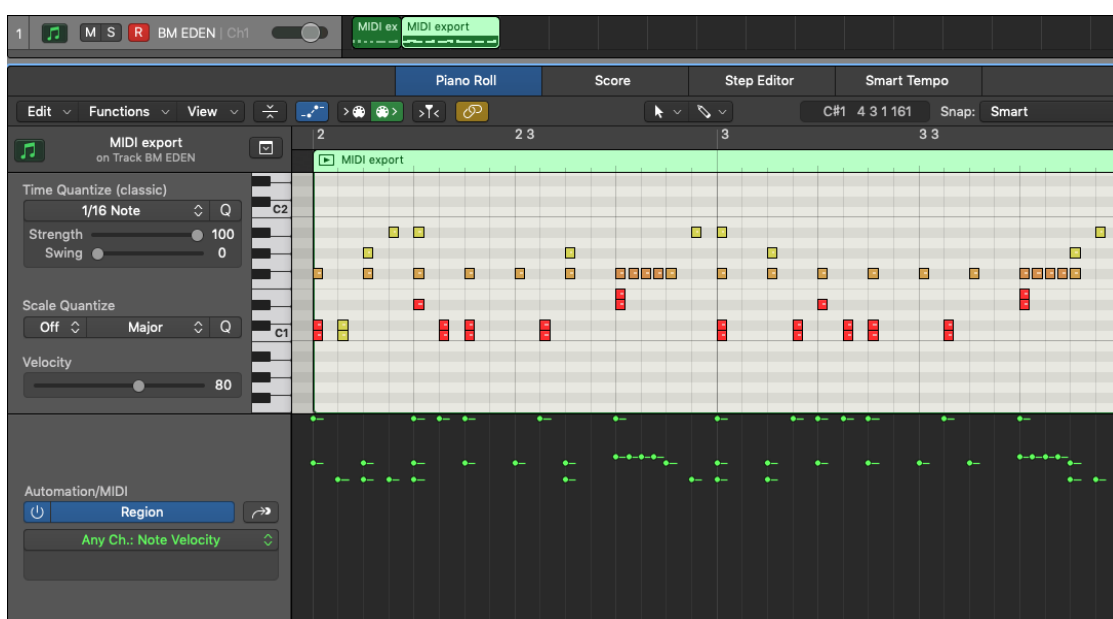 1 M S R BM EDEN | Ch1 MIDI ex MIDI export
Piano Roll Score Step Editor Smart Tempo
Edit Functions View C#1 4 3 1 161 Snap: Smart
2 2 3 3 3 3
MIDI export
on Track BM EDEN
MIDI export
Time Quantize (classic)
1/16 Note Q
C2
Strength 100
Swing 0
Scale Quantize
Off Major Q
C1
Velocity
80
Automation/MIDI
Region
Any Ch.: Note Velocity